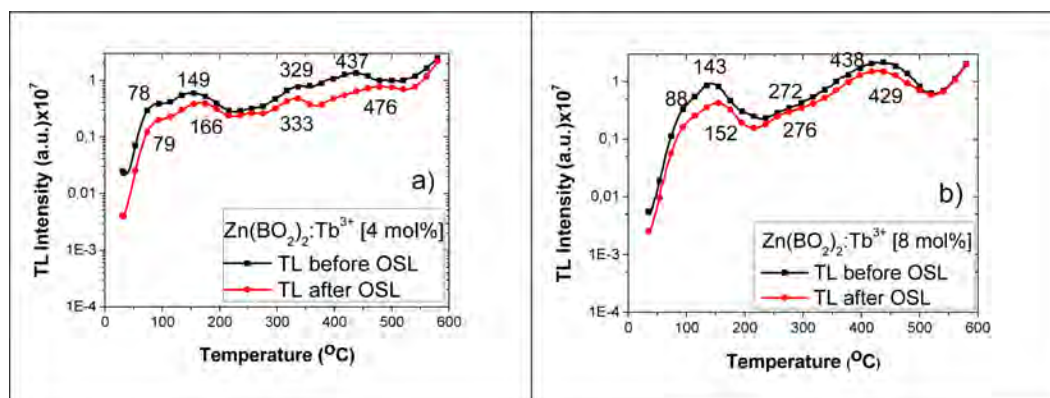 TL Intensity (a.u.)x10⁷
1
0,1
0,01
1E-3
1E-4
78
149
329
437
79
166
333
476
a)
Zn(BO₂)₂:Tb³⁺ [4 mol%]
TL before OSL
TL after OSL
0 100 200 300 400 500 600
Temperature (ᴼC)
TL Intensity (a.u.)x10⁷
1
0,1
0,01
1E-3
1E-4
88
143
272
438
152
276
429
b)
Zn(BO₂)₂:Tb³⁺ [8 mol%]
TL before OSL
TL after OSL
0 100 200 300 400 500 600
Temperature (ᴼC)